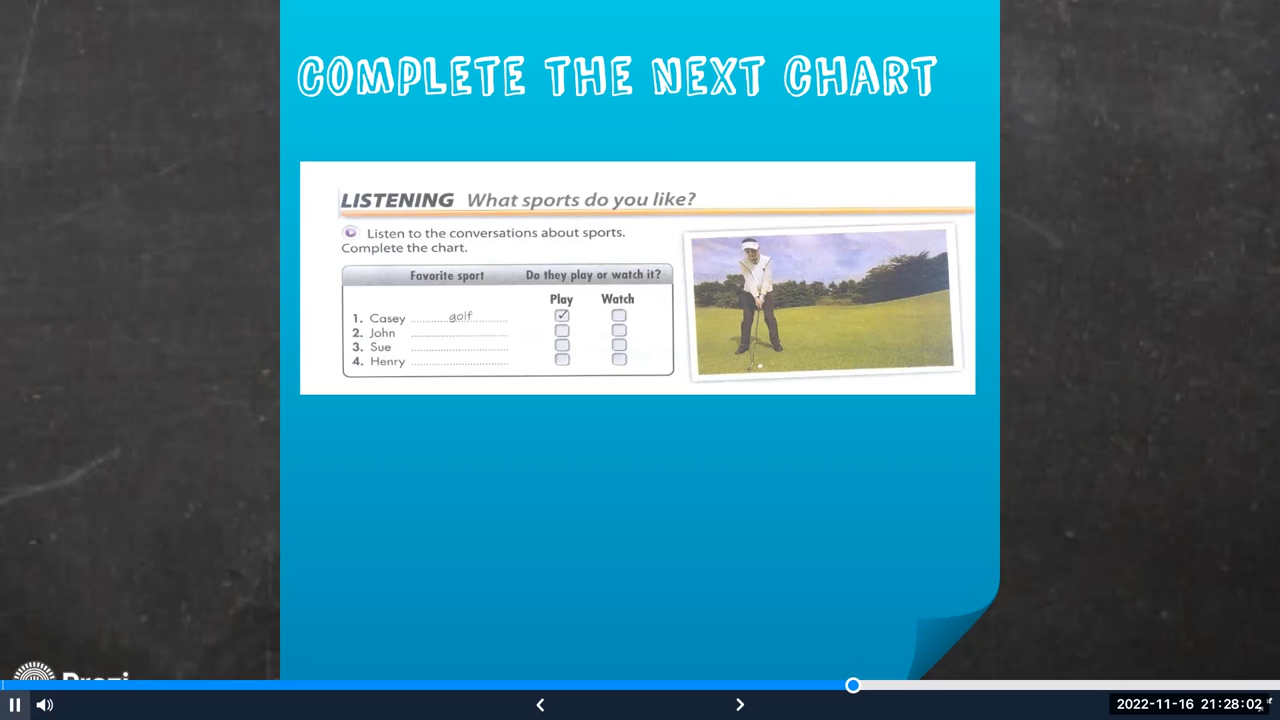 COMPLETE THE NEXT CHART
LISTENING What sports do you like?
Listen to the conversations about sports.
Complete the chart.
Favorite sport Do they play or watch it?
Play Watch
1. Casey golf ✓
2. John
3. Sue
4. Henry
Prezi
2022-11-16 21:28:02